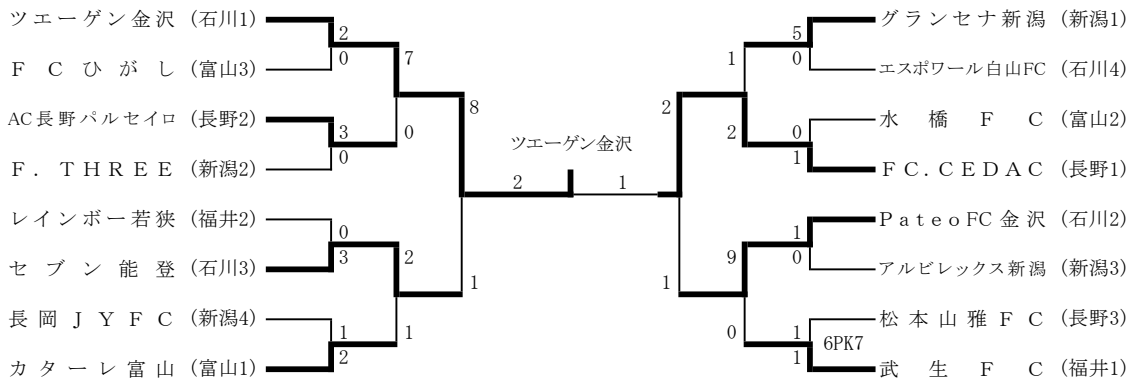 ツエーゲン金沢 (石川1)
2
0
FCひがし (富山3)
7
AC長野パルセイロ (長野2)
3
0
F. THREE (新潟2)
0
8
レインボー若狭 (福井2)
0
3
セブン能登 (石川3)
2
長岡JYFC (新潟4)
1
2
カターレ富山 (富山1)
1
1
ツエーゲン金沢
2
1
グランセナ新潟 (新潟1)
5
0
エスポワール白山FC (石川4)
1
水橋FC (富山2)
0
1
FC.CEDAC (長野1)
2
2
PateoFC金沢 (石川2)
1
0
アルビレックス新潟 (新潟3)
9
松本山雅FC (長野3)
1
6PK7
1
武生FC (福井1)
0
1